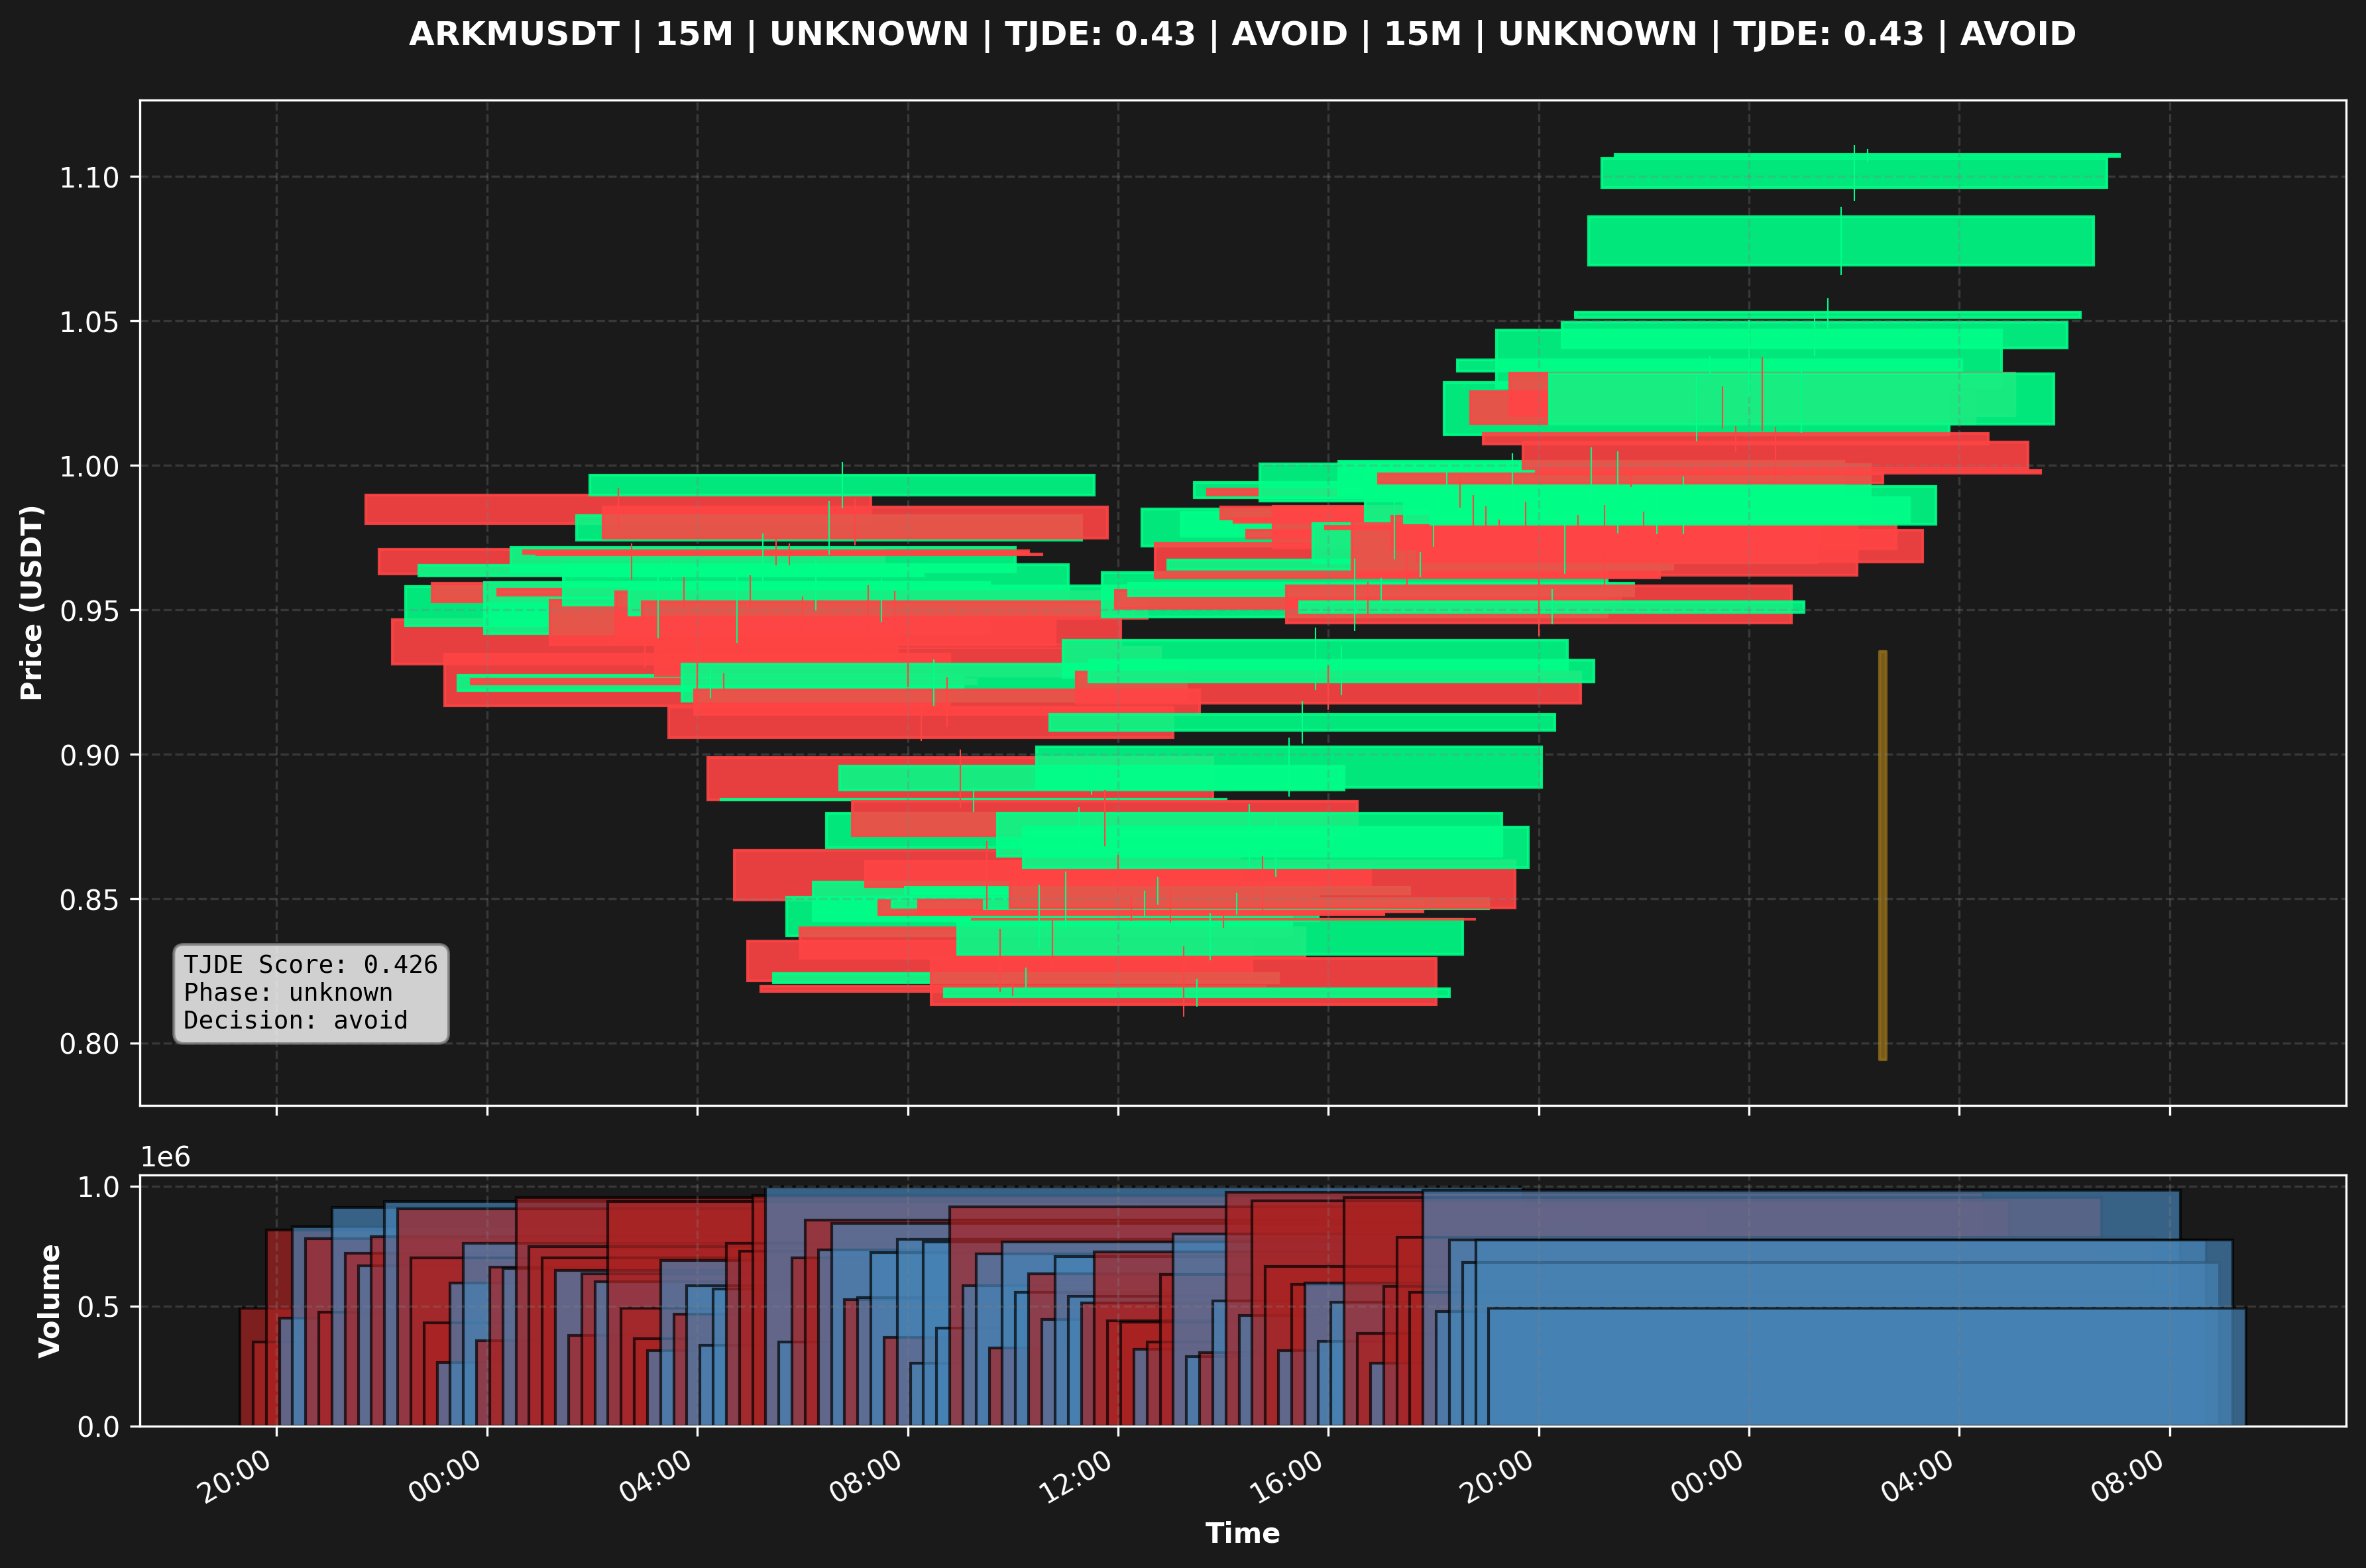 ARKMUSDT | 15M | UNKNOWN | TJDE: 0.43 | AVOID | 15M | UNKNOWN | TJDE: 0.43 | AVOID
Price (USDT)
1.10
1.05
1.00
0.95
0.90
0.85
0.80
TJDE Score: 0.426
Phase: unknown
Decision: avoid
1e6
Volume
1.0
0.5
0.0
20:00
00:00
04:00
08:00
12:00
16:00
20:00
00:00
04:00
08:00
Time